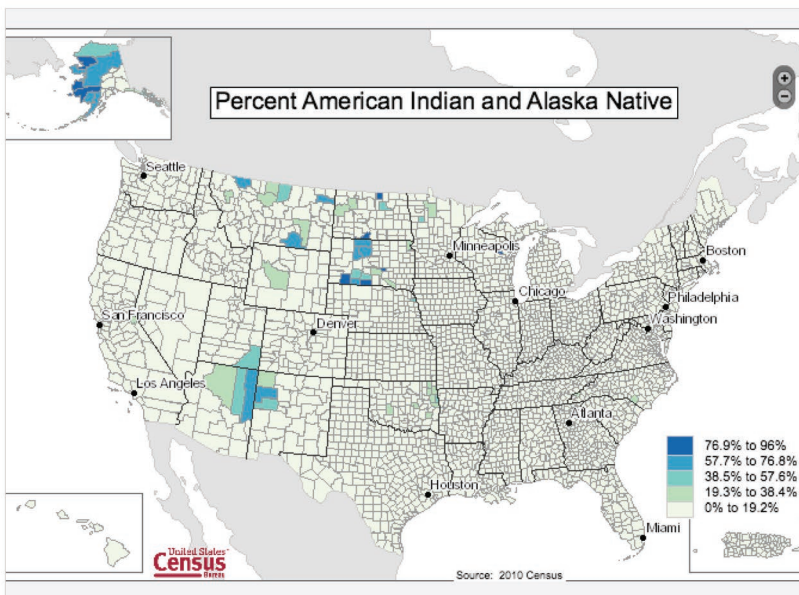 Percent American Indian and Alaska Native
+
−
Seattle
Minneapolis
Boston
Chicago
Philadelphia
San Francisco
Denver
Washington
Los Angeles
Atlanta
76.9% to 96%
57.7% to 76.8%
38.5% to 57.6%
19.3% to 38.4%
0% to 19.2%
Houston
Miami
United States™
Census
Bureau
Source: 2010 Census